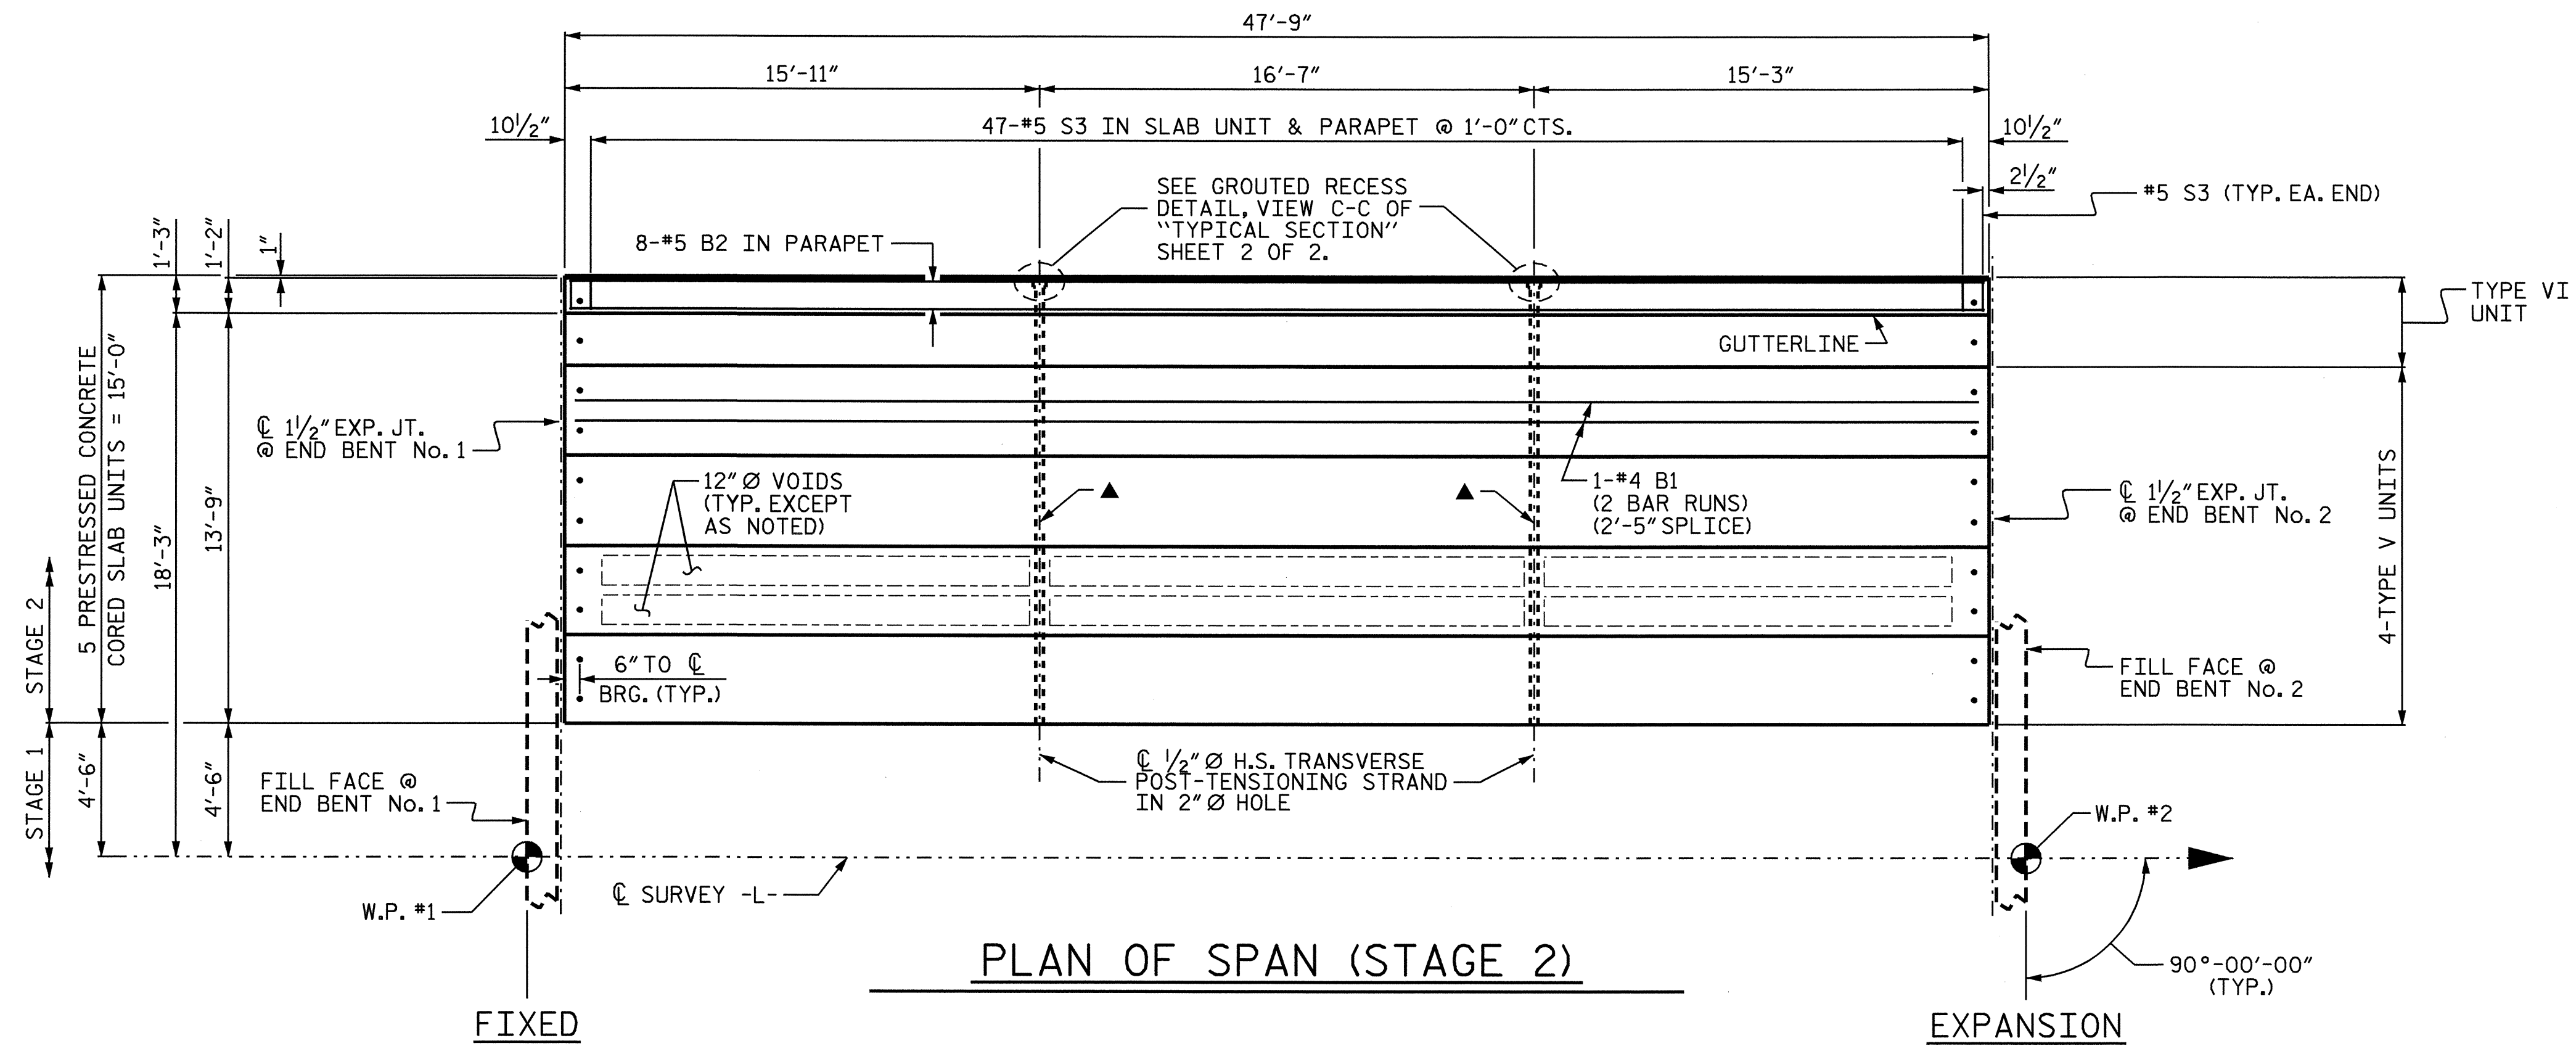 47'-9"
15'-11"
16'-7"
15'-3"
10½"
47-#5 S3 IN SLAB UNIT & PARAPET @ 1'-0" CTS.
10½"
2½"
#5 S3 (TYP. EA. END)
SEE GROUTED RECESS
DETAIL, VIEW C-C OF
"TYPICAL SECTION"
SHEET 2 OF 2.
8-#5 B2 IN PARAPET
1'-3"
1'-2"
1"
TYPE VI
UNIT
GUTTERLINE
5 PRESTRESSED CONCRETE
CORED SLAB UNITS = 15'-0"
℄ 1½" EXP. JT.
@ END BENT No. 1
12" Ø VOIDS
(TYP. EXCEPT
AS NOTED)
1-#4 B1
(2 BAR RUNS)
(2'-5" SPLICE)
℄ 1½" EXP. JT.
@ END BENT No. 2
4-TYPE V UNITS
18'-3"
13'-9"
STAGE 2
6" TO ℄
BRG. (TYP.)
FILL FACE @
END BENT No. 2
STAGE 1
4'-6"
4'-6"
FILL FACE @
END BENT No. 1
℄ ½" Ø H.S. TRANSVERSE
POST-TENSIONING STRAND
IN 2" Ø HOLE
W.P. #2
W.P. #1
℄ SURVEY -L-
PLAN OF SPAN (STAGE 2)
90°-00'-00"
(TYP.)
FIXED
EXPANSION